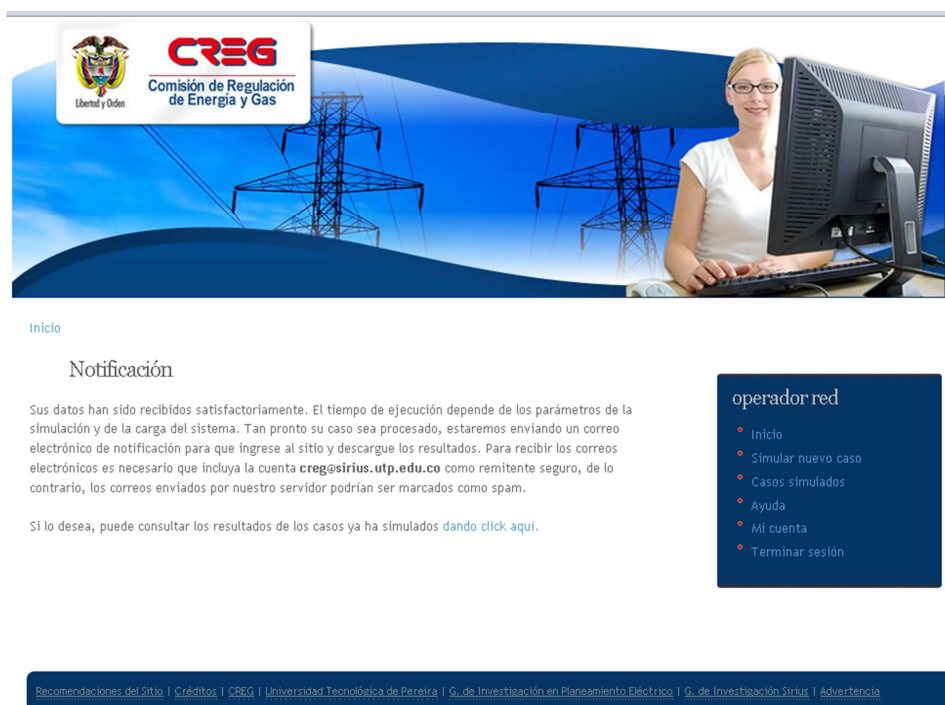 CREG
Comisión de Regulación
de Energía y Gas
Libertad y Orden
Inicio
Notificación
Sus datos han sido recibidos satisfactoriamente. El tiempo de ejecución depende de los parámetros de la
simulación y de la carga del sistema. Tan pronto su caso sea procesado, estaremos enviando un correo
electrónico de notificación para que ingrese al sitio y descargue los resultados. Para recibir los correos
electrónicos es necesario que incluya la cuenta creg@sirius.utp.edu.co como remitente seguro, de lo
contrario, los correos enviados por nuestro servidor podrían ser marcados como spam.
Si lo desea, puede consultar los resultados de los casos ya ha simulados dando click aquí.
operador red
Inicio
Simular nuevo caso
Casos simulados
Ayuda
Mi cuenta
Terminar sesión
Recomendaciones del Sitio | Créditos | CREG | Universidad Tecnológica de Pereira | G. de Investigación en Planeamiento Eléctrico | G. de Investigación Sirius | Advertencia